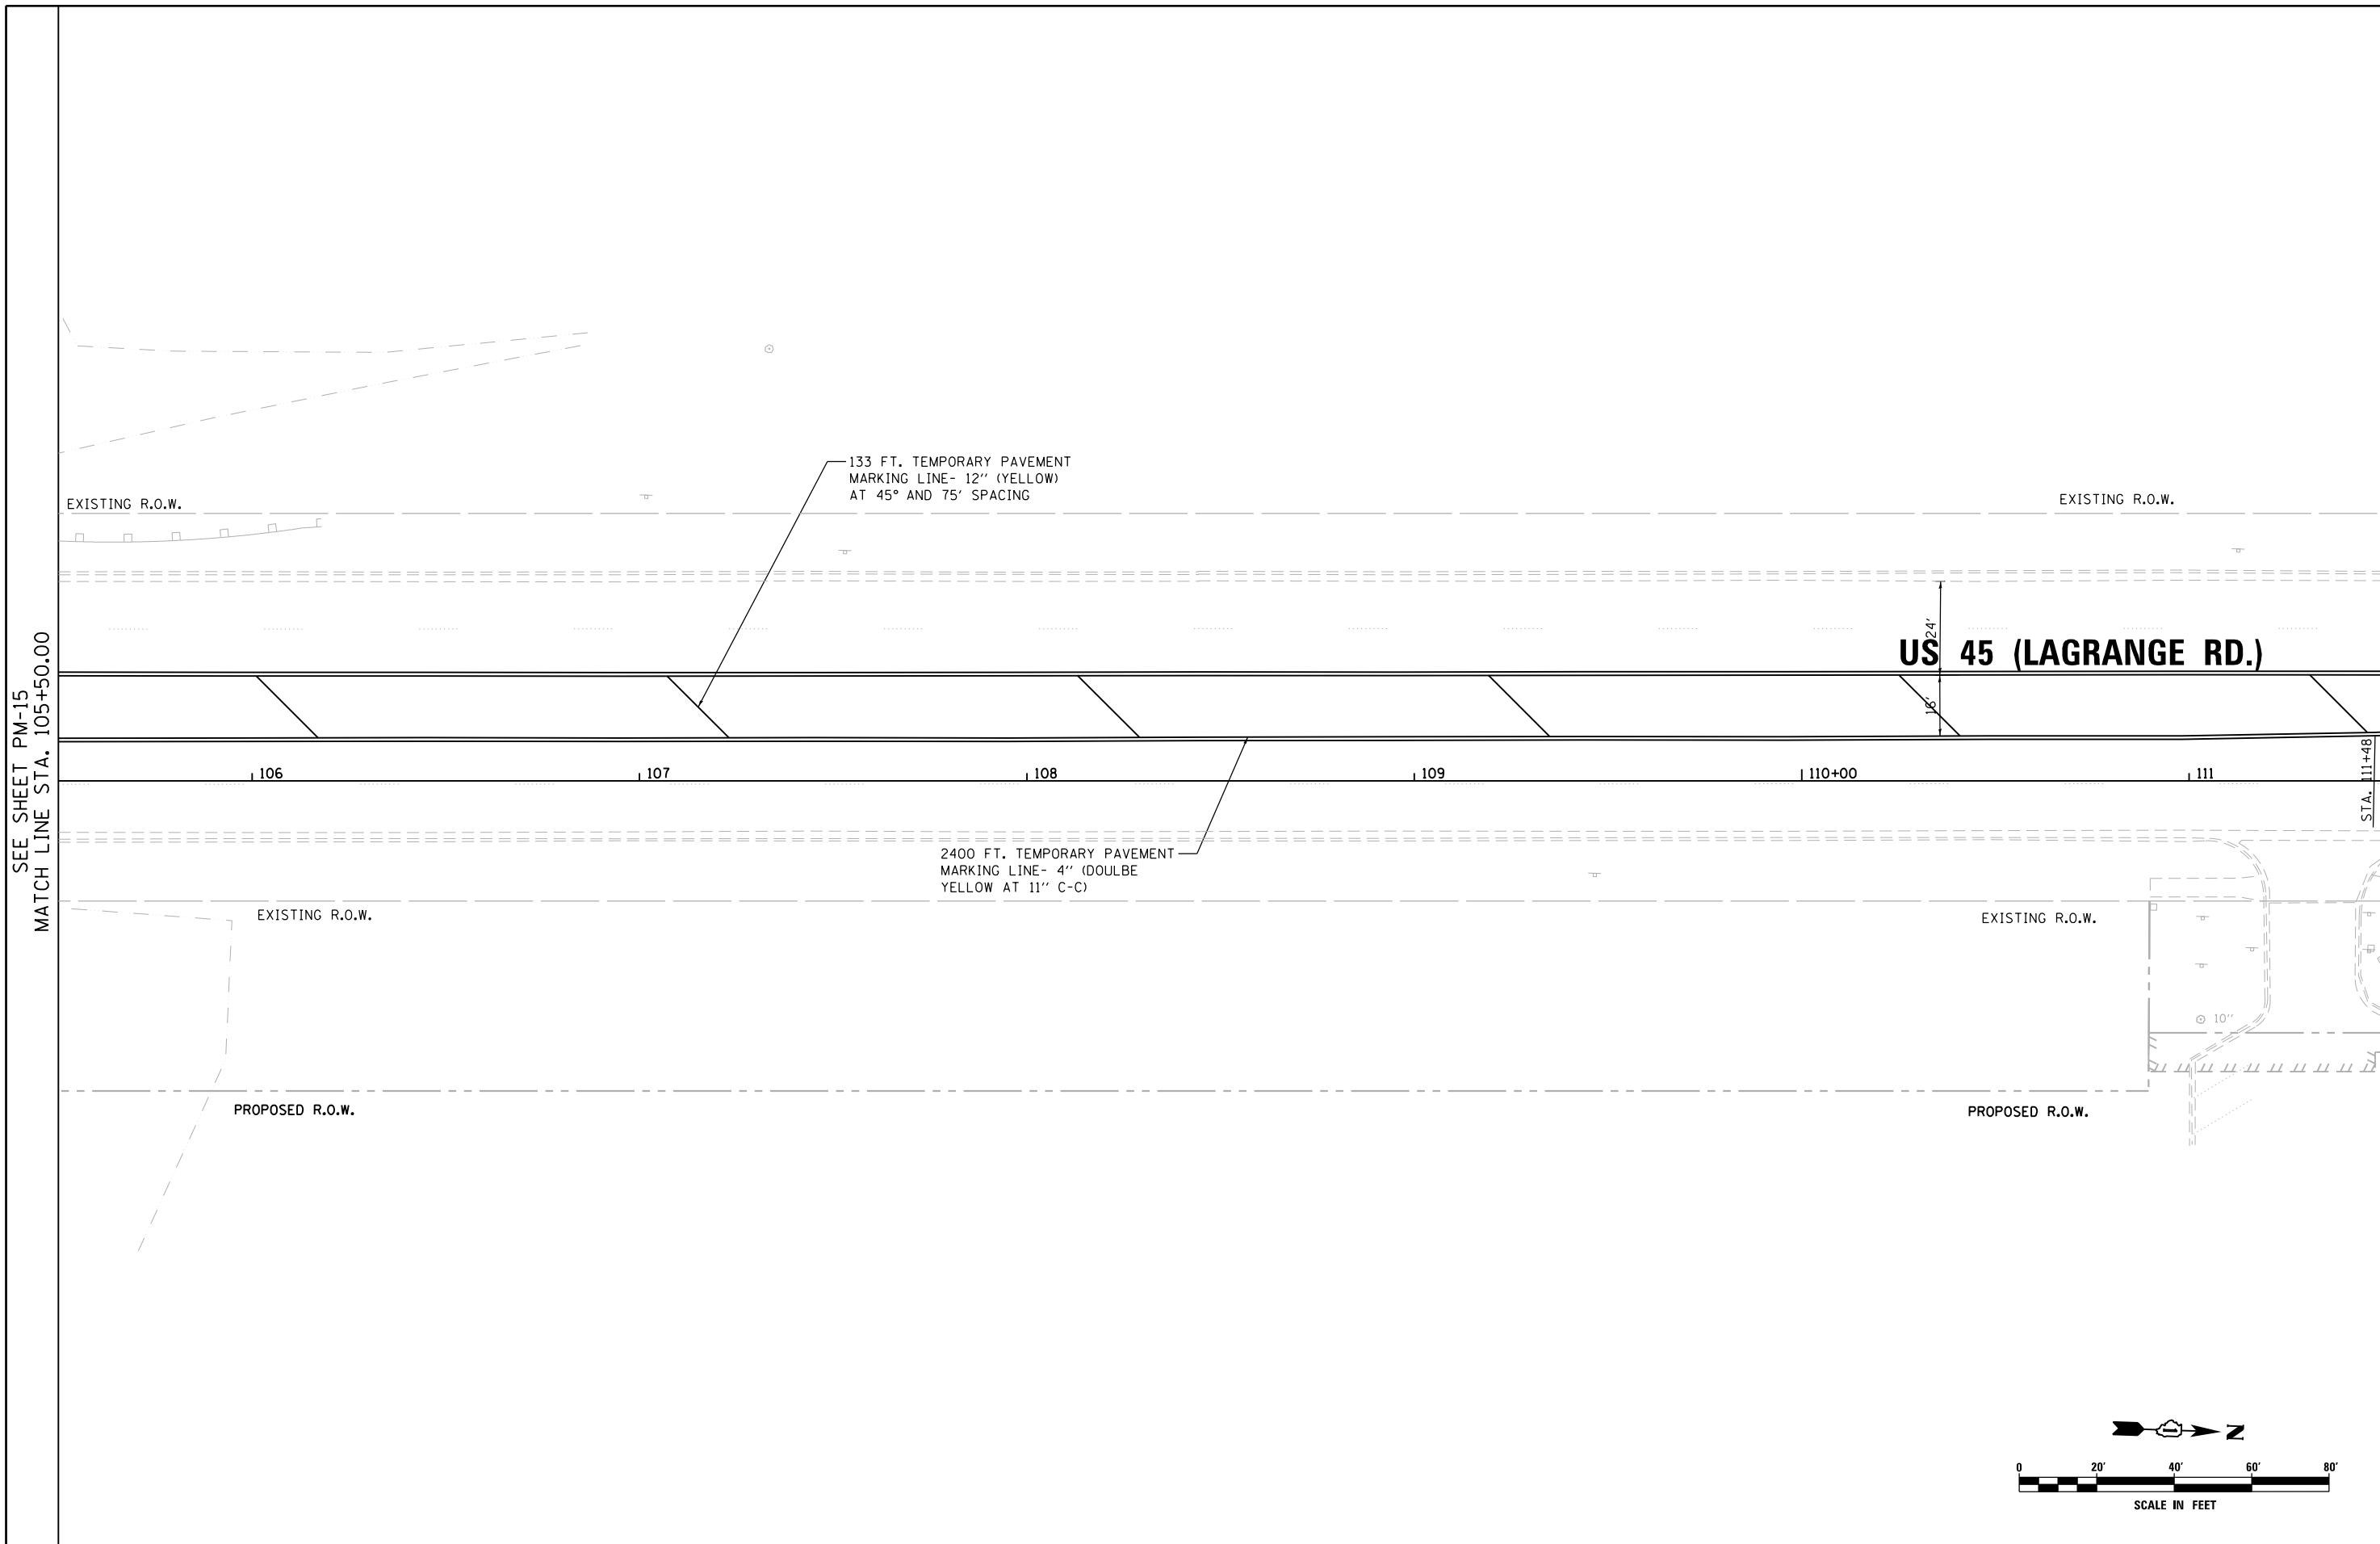 SEE SHEET PM-15
MATCH LINE STA. 105+50.00
133 FT. TEMPORARY PAVEMENT
MARKING LINE- 12'' (YELLOW)
AT 45° AND 75' SPACING
EXISTING R.O.W.
EXISTING R.O.W.
24'
US 45 (LAGRANGE RD.)
16'
106
107
108
109
110+00
111
STA. 111+48
2400 FT. TEMPORARY PAVEMENT
MARKING LINE- 4'' (DOULBE
YELLOW AT 11'' C-C)
EXISTING R.O.W.
EXISTING R.O.W.
10''
PROPOSED R.O.W.
PROPOSED R.O.W.
N
0 20' 40' 60' 80'
SCALE IN FEET